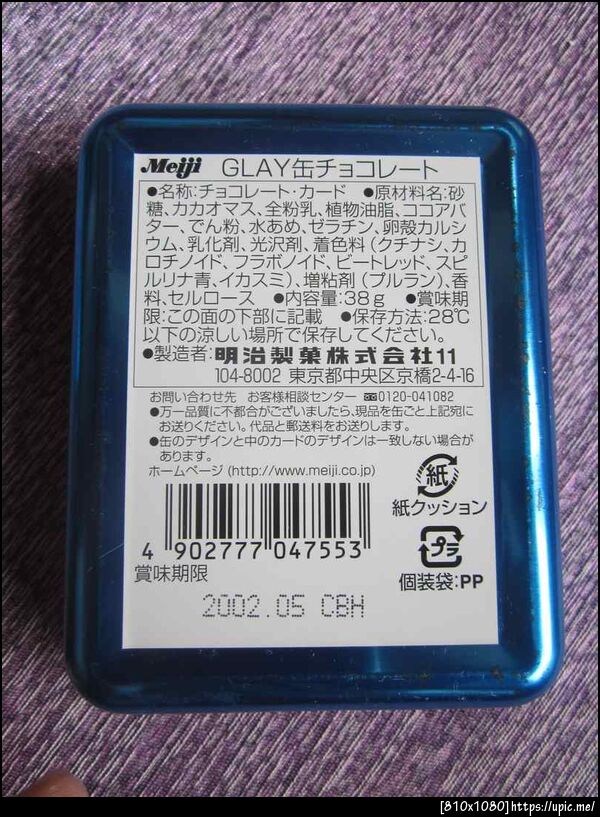 Meiji GLAY缶チョコレート
●名称:チョコレート・カード ●原材料名:砂
糖、カカオマス、全粉乳、植物油脂、ココアバ
ター、でん粉、水あめ、ゼラチン、卵殻カルシ
ウム、乳化剤、光沢剤、着色料(クチナシ、カ
ロチノイド、フラボノイド、ビートレッド、スピ
ルリナ青、イカスミ)、増粘剤(プルラン)、香
料、セルロース ●内容量:38g ●賞味期
限:この面の下部に記載 ●保存方法:28℃
以下の涼しい場所で保存してください。
●製造者:明治製菓株式会社11
104-8002 東京都中央区京橋2-4-16
お問い合わせ先 お客様相談センター ☎0120-041082
●万一品質に不都合がございましたら、現品を缶ごと上記宛に
お送りください。代品と郵送料をお送りします。
●缶のデザインと中のカードのデザインは一致しない場合が
あります。
ホームページ(http://www.meiji.co.jp)
紙
紙クッション
4 902777 047553
プラ
個装袋:PP
賞味期限
2002.05 CBH
[810x1080]https://upic.me/